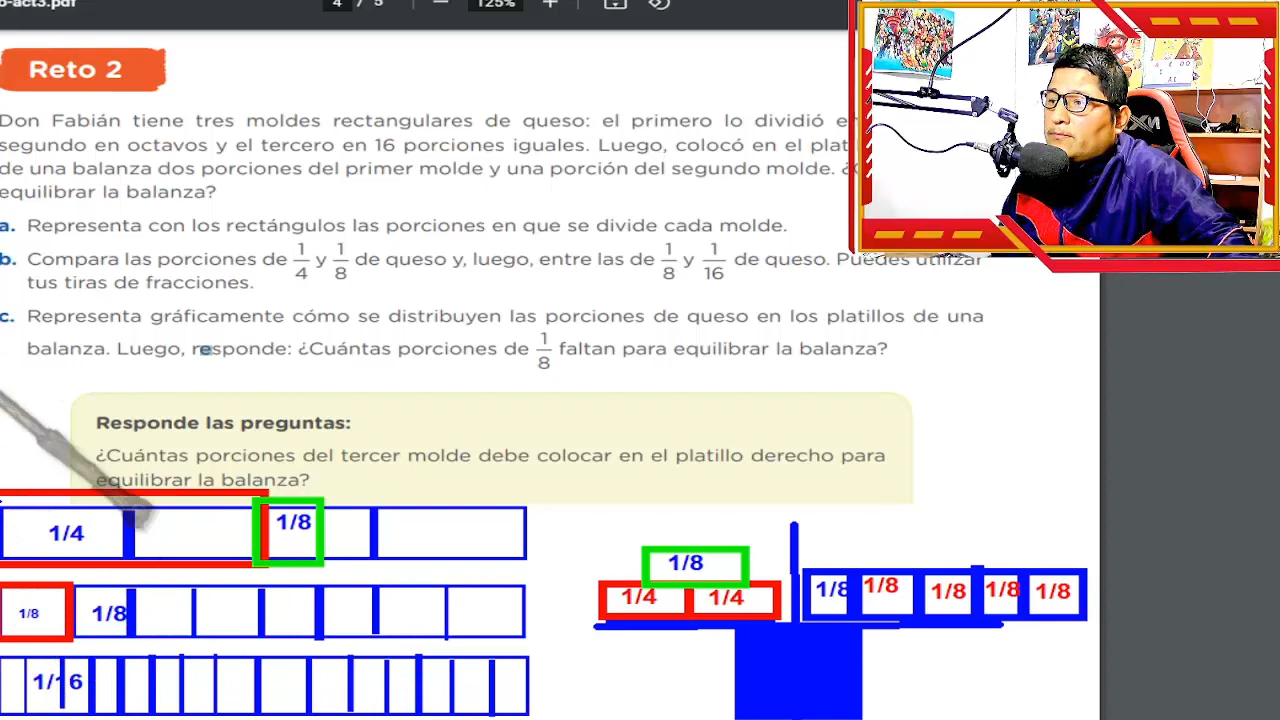 o-act3.pdf
4 / 5
125%
Reto 2
Don Fabián tiene tres moldes rectangulares de queso: el primero lo dividió
segundo en octavos y el tercero en 16 porciones iguales. Luego, colocó en el
de una balanza dos porciones del primer molde y una porción del segundo molde.
equilibrar la balanza?
a. Representa con los rectángulos las porciones en que se divide cada molde.
b. Compara las porciones de 1/4 y 1/8 de queso y, luego, entre las de 1/8 y 1/16 de queso. Puedes utilizar
tus tiras de fracciones.
c. Representa gráficamente cómo se distribuyen las porciones de queso en los platillos de una
balanza. Luego, responde: ¿Cuántas porciones de 1/8 faltan para equilibrar la balanza?
Responde las preguntas:
¿Cuántas porciones del tercer molde debe colocar en el platillo derecho para
equilibrar la balanza?
1/4 1/8
1/8 1/8
1/16
1/8
1/4 1/4
1/8 1/8 1/8 1/8 1/8